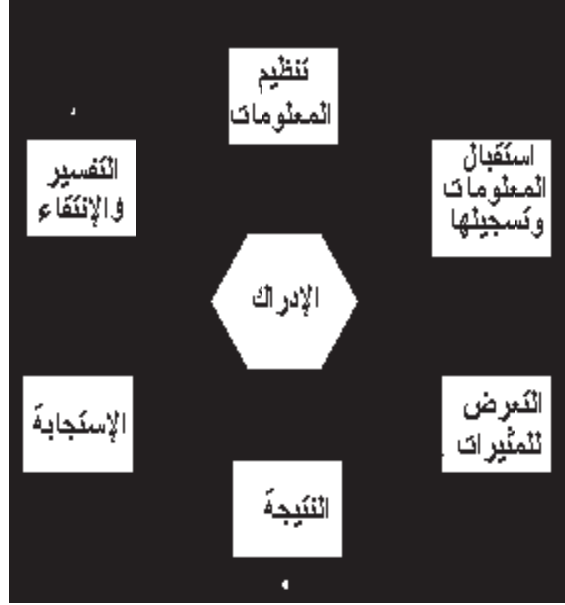 تنظيم
المعلومات
استقبال
المعلومات
وتسجيلها
التفسير
والإنتقاء
الإدراك
التعرض
للمثيرات
الإستجابة
النتيجة